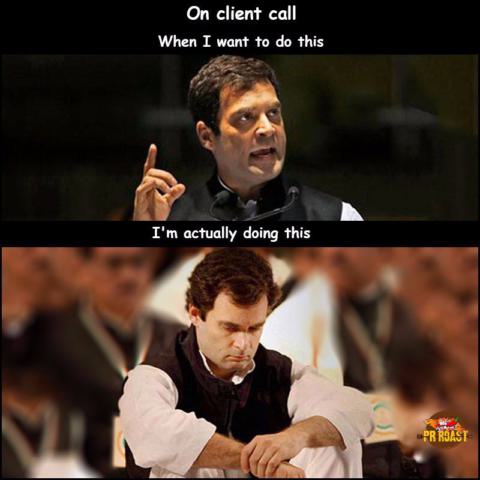 On client call
When I want to do this
I'm actually doing this
PR ROAST